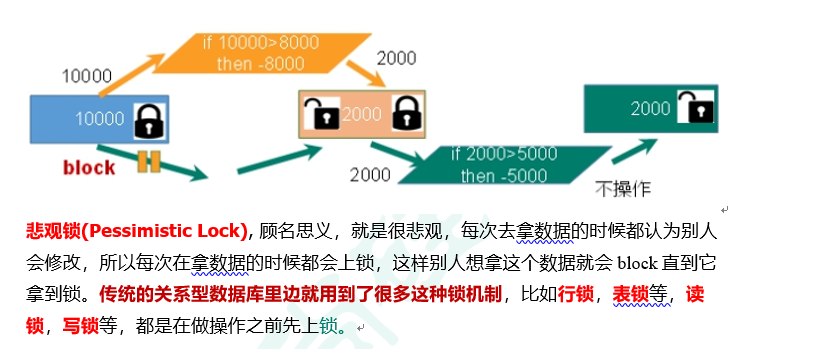 if 10000>8000
then -8000
10000
2000
10000
2000
2000
block
2000
if 2000>5000
then -5000
不操作
悲观锁(Pessimistic Lock), 顾名思义，就是很悲观，每次去拿数据的时候都认为别人
会修改，所以每次在拿数据的时候都会上锁，这样别人想拿这个数据就会 block 直到它
拿到锁。传统的关系型数据库里边就用到了很多这种锁机制，比如行锁，表锁等，读
锁，写锁等，都是在做操作之前先上锁。